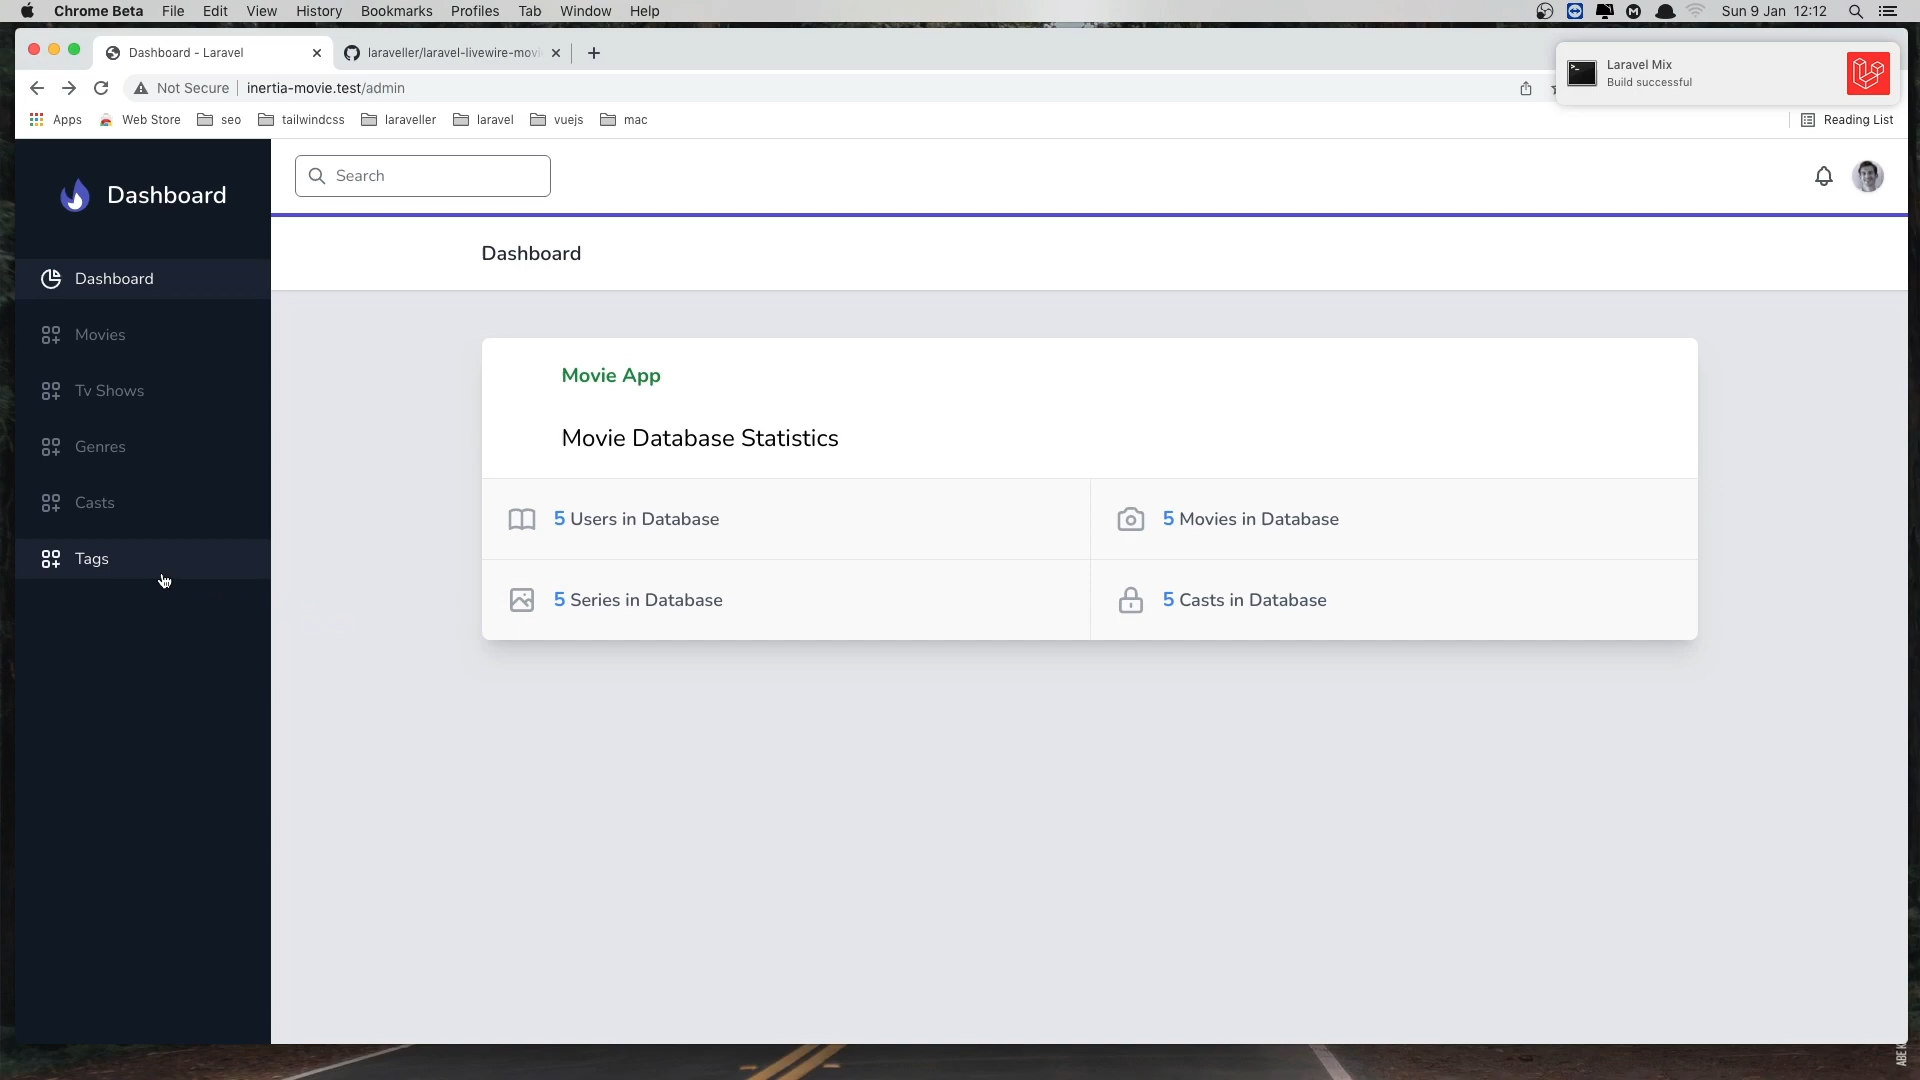 Chrome Beta File Edit View History Bookmarks Profiles Tab Window Help Sun 9 Jan 12:12
Dashboard - Laravel
laraveller/laravel-livewire-movi
Laravel Mix
Build successful
Not Secure inertia-movie.test/admin
Apps Web Store seo tailwindcss laraveller laravel vuejs mac Reading List
Dashboard
Search
Dashboard
Dashboard
Movies
Tv Shows
Genres
Casts
Tags
Movie App
Movie Database Statistics
5 Users in Database
5 Movies in Database
5 Series in Database
5 Casts in Database